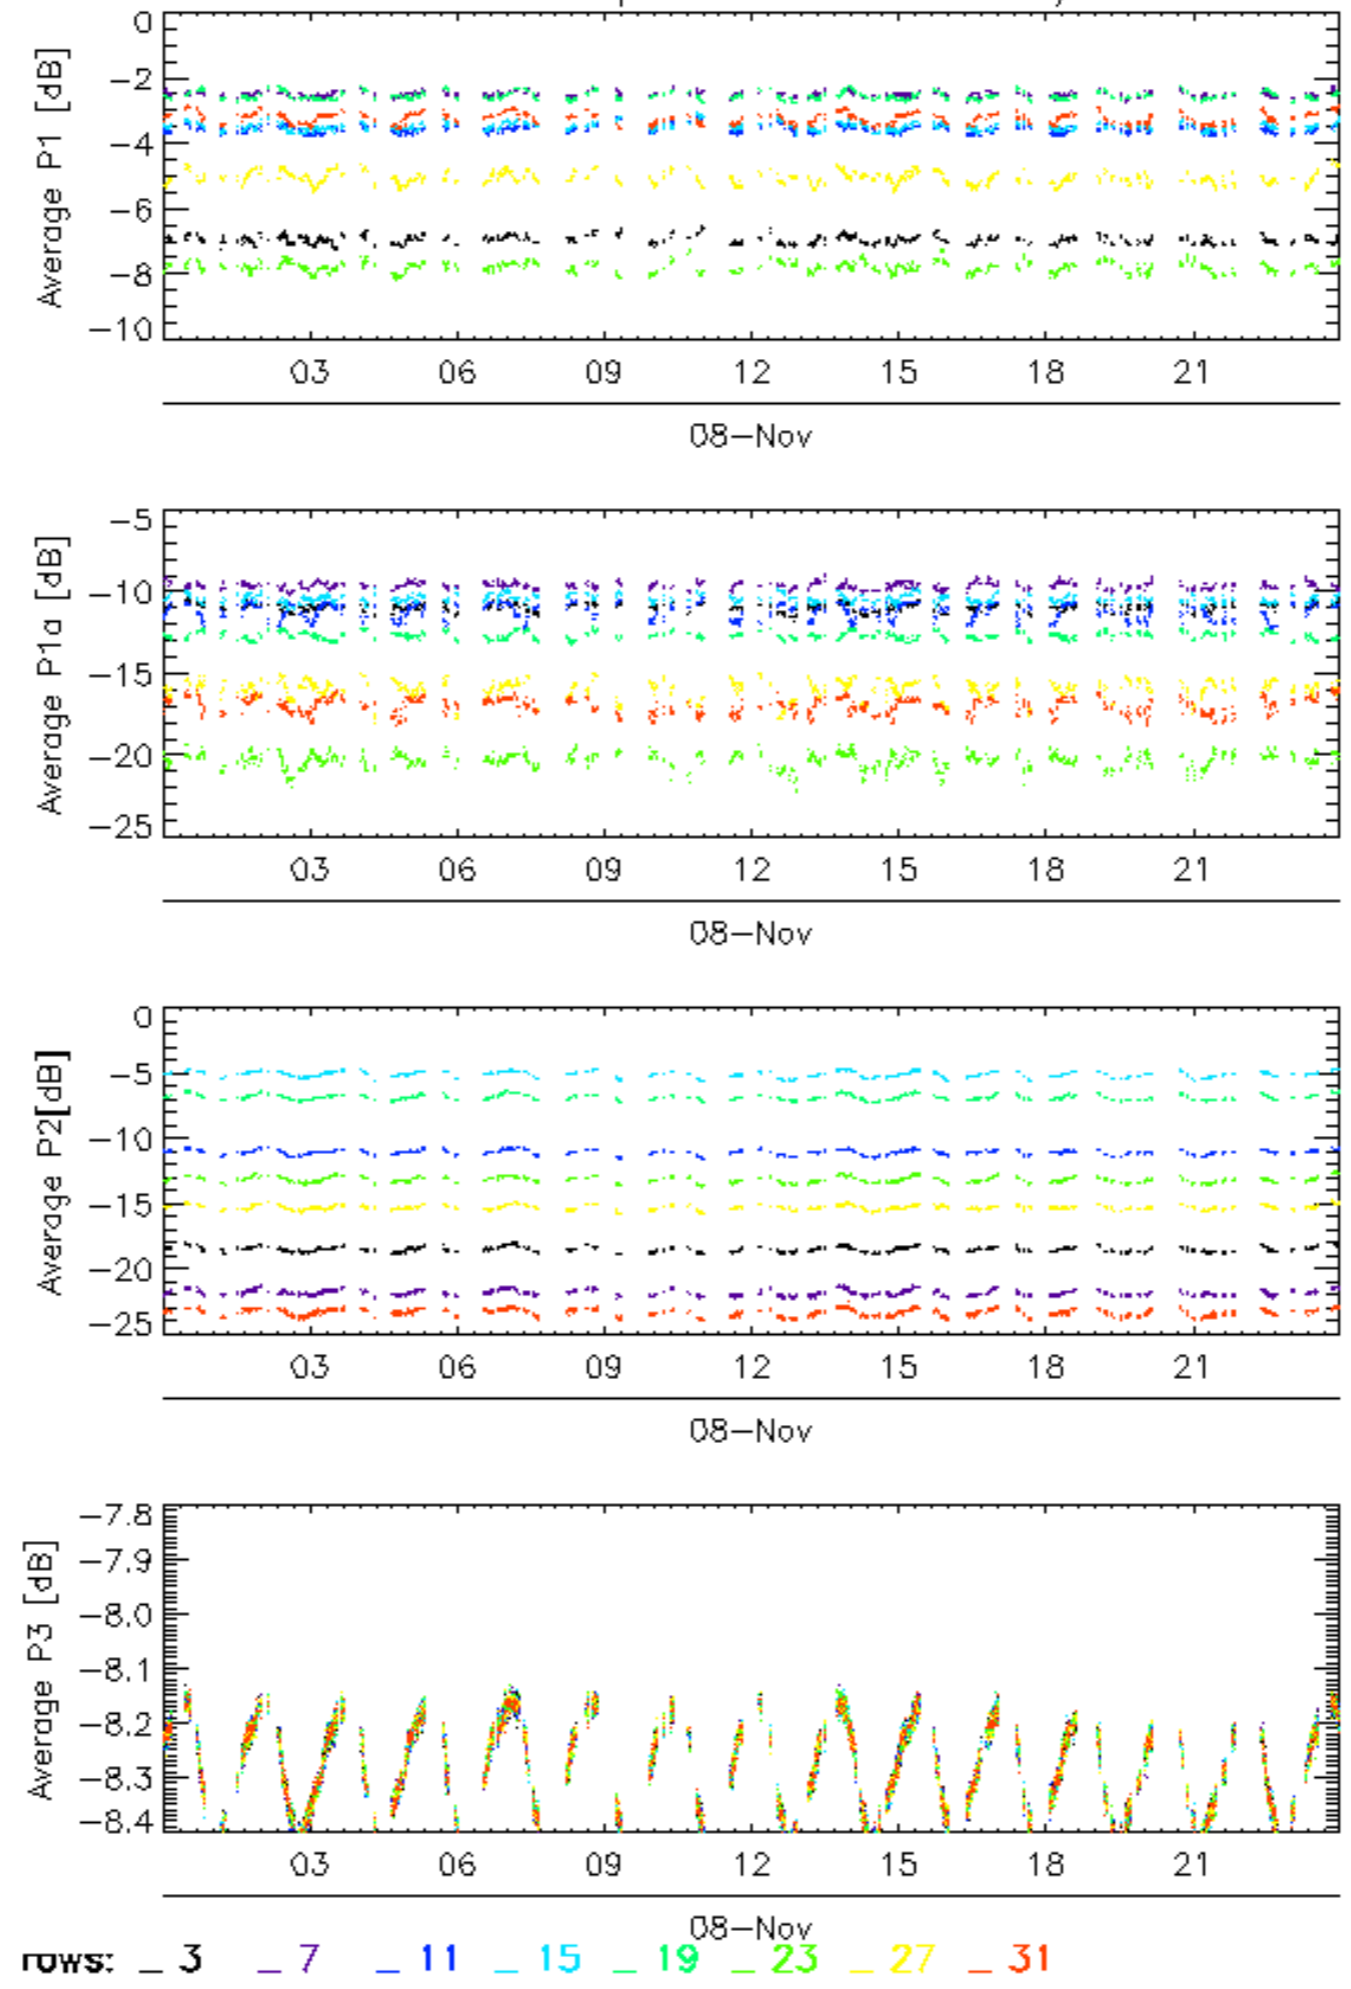 Average P1 [dB]
0
−2
−4
−6
−8
−10
03 06 09 12 15 18 21
08−Nov
Average P1a [dB]
−5
−10
−15
−20
−25
03 06 09 12 15 18 21
08−Nov
Average P2[dB]
0
−5
−10
−15
−20
−25
03 06 09 12 15 18 21
08−Nov
Average P3 [dB]
−7.8
−7.9
−8.0
−8.1
−8.2
−8.3
−8.4
03 06 09 12 15 18 21
08−Nov
rows: _ 3 _ 7 _ 11 _ 15 _ 19 _ 23 _ 27 _ 31